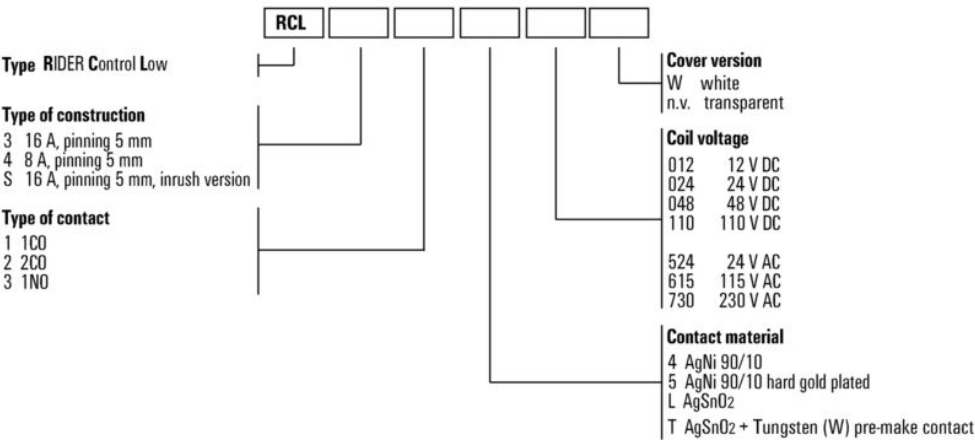 RCL
Type RIDER Control Low
Type of construction
3 16 A, pinning 5 mm
4 8 A, pinning 5 mm
S 16 A, pinning 5 mm, inrush version
Type of contact
1 1CO
2 2CO
3 1NO
Cover version
W white
n.v. transparent
Coil voltage
012 12 V DC
024 24 V DC
048 48 V DC
110 110 V DC
524 24 V AC
615 115 V AC
730 230 V AC
Contact material
4 AgNi 90/10
5 AgNi 90/10 hard gold plated
L AgSnO2
T AgSnO2 + Tungsten (W) pre-make contact